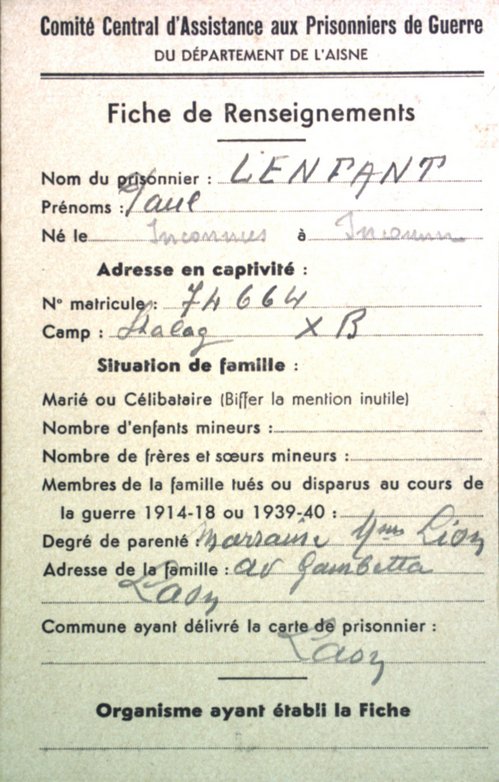 Comité Central d'Assistance aux Prisonniers de Guerre
DU DÉPARTEMENT DE L'AISNE
Fiche de Renseignements
Nom du prisonnier : LENFANT
Prénoms : Paul
Né le Inconnues à Inconnu
Adresse en captivité :
N° matricule : 74664
Camp : Stalag X B
Situation de famille :
Marié ou Célibataire (Biffer la mention inutile)
Nombre d'enfants mineurs :
Nombre de frères et sœurs mineurs :
Membres de la famille tués ou disparus au cours de
la guerre 1914-18 ou 1939-40 :
Degré de parenté : Marraine Mme Lion
Adresse de la famille : av Gambetta
Laon
Commune ayant délivré la carte de prisonnier :
Laon
Organisme ayant établi la Fiche